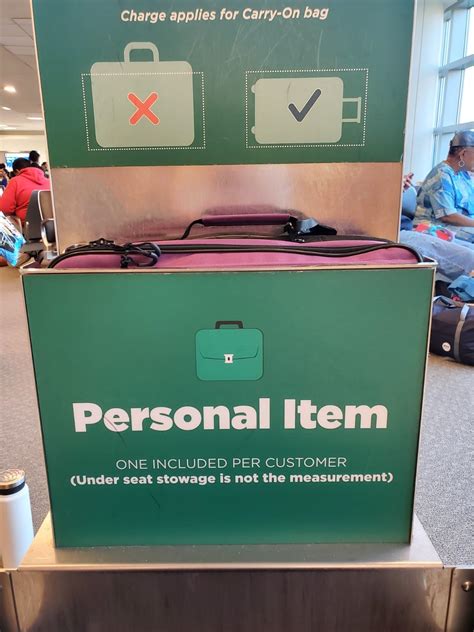 Charge applies for Carry-On bag
Personal Item
ONE INCLUDED PER CUSTOMER
(Under seat stowage is not the measurement)